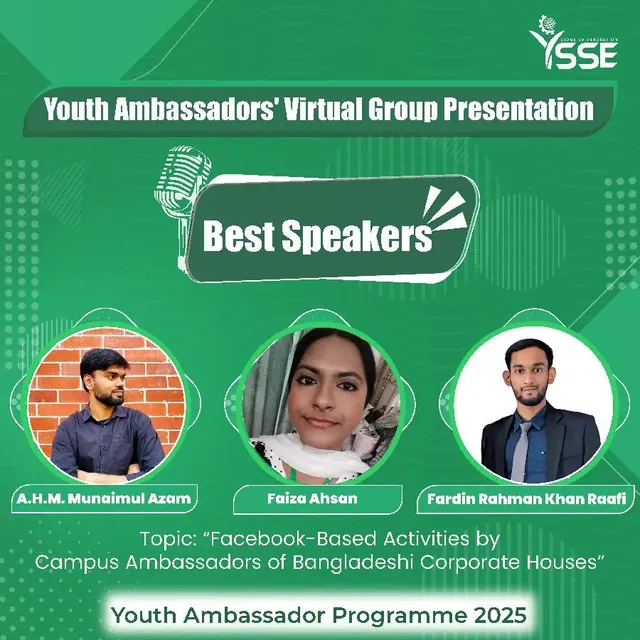 YSSE
Youth Ambassadors' Virtual Group Presentation
Best Speakers
A.H.M. Munaimul Azam
Faiza Ahsan
Fardin Rahman Khan Raafi
Topic: “Facebook-Based Activities by
Campus Ambassadors of Bangladeshi Corporate Houses”
Youth Ambassador Programme 2025